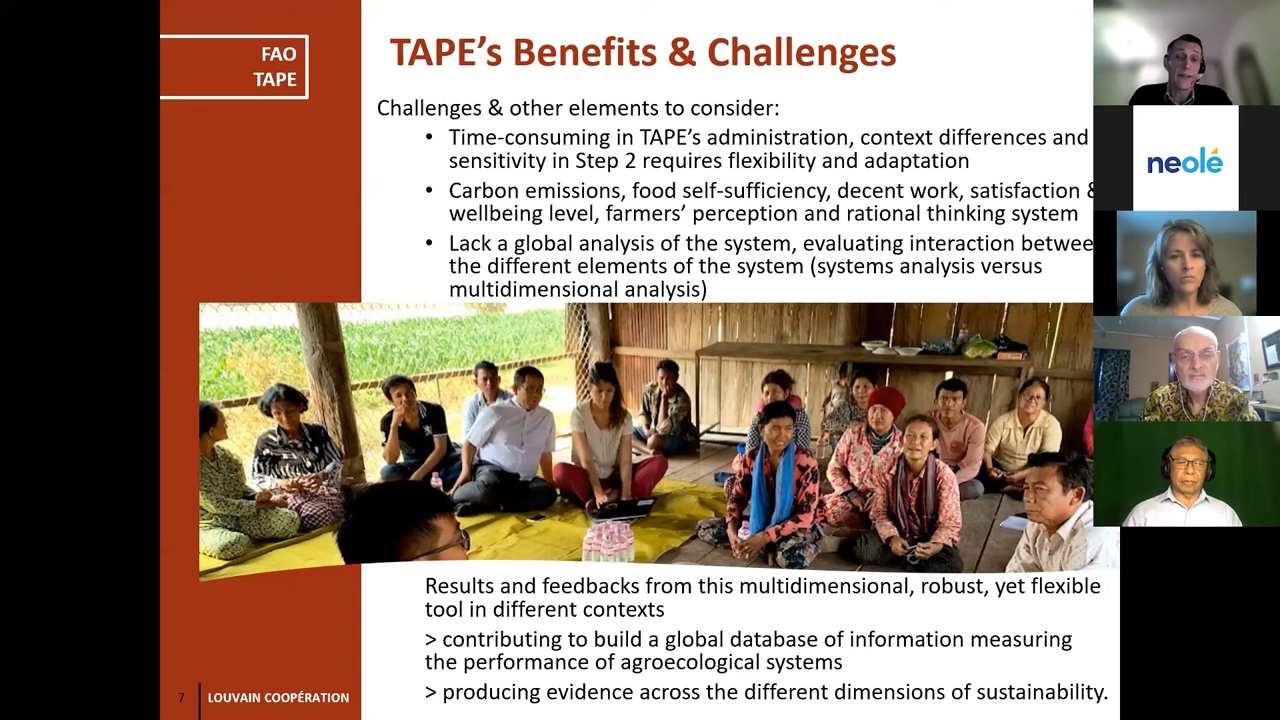 FAO
TAPE
TAPE's Benefits & Challenges
Challenges & other elements to consider:
• Time-consuming in TAPE's administration, context differences and
sensitivity in Step 2 requires flexibility and adaptation
• Carbon emissions, food self-sufficiency, decent work, satisfaction &
wellbeing level, farmers' perception and rational thinking system
• Lack a global analysis of the system, evaluating interaction betwee
the different elements of the system (systems analysis versus
multidimensional analysis)
Results and feedbacks from this multidimensional, robust, yet flexible
tool in different contexts
> contributing to build a global database of information measuring
the performance of agroecological systems
> producing evidence across the different dimensions of sustainability.
7
LOUVAIN COOPÉRATION
neolé